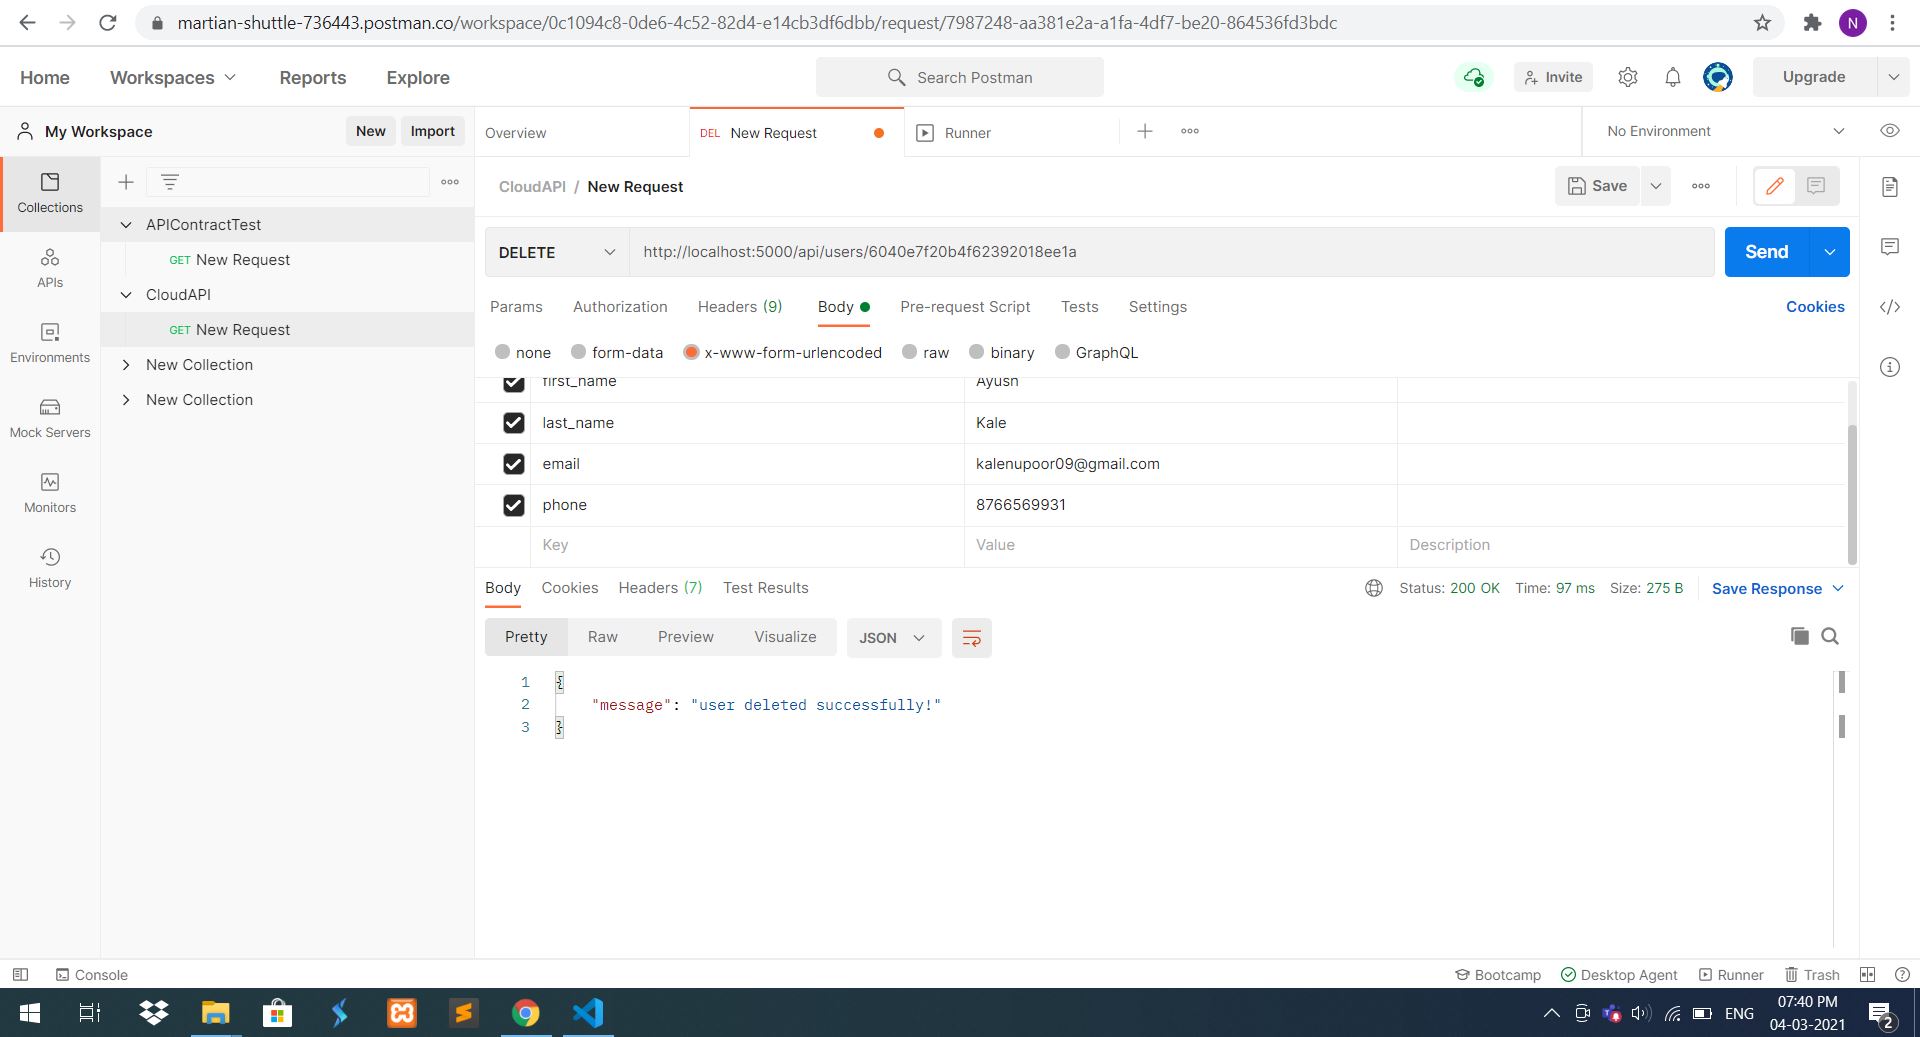 martian-shuttle-736443.postman.co/workspace/0c1094c8-0de6-4c52-82d4-e14cb3df6dbb/request/7987248-aa381e2a-a1fa-4df7-be20-864536fd3bdc
N
Home Workspaces Reports Explore Search Postman Invite Upgrade
My Workspace New Import
Overview DEL New Request Runner No Environment
Collections
APIs
Environments
Mock Servers
Monitors
History
APIContractTest
GET New Request
CloudAPI
GET New Request
New Collection
New Collection
CloudAPI / New Request Save
DELETE http://localhost:5000/api/users/6040e7f20b4f62392018ee1a Send
Params Authorization Headers (9) Body Pre-request Script Tests Settings Cookies
none form-data x-www-form-urlencoded raw binary GraphQL
first_name Ayush
last_name Kale
email kalenupoor09@gmail.com
phone 8766569931
Key Value Description
Body Cookies Headers (7) Test Results Status: 200 OK Time: 97 ms Size: 275 B Save Response
Pretty Raw Preview Visualize JSON
1 {
2 "message": "user deleted successfully!"
3 }
Console Bootcamp Desktop Agent Runner Trash
ENG 07:40 PM
04-03-2021
2